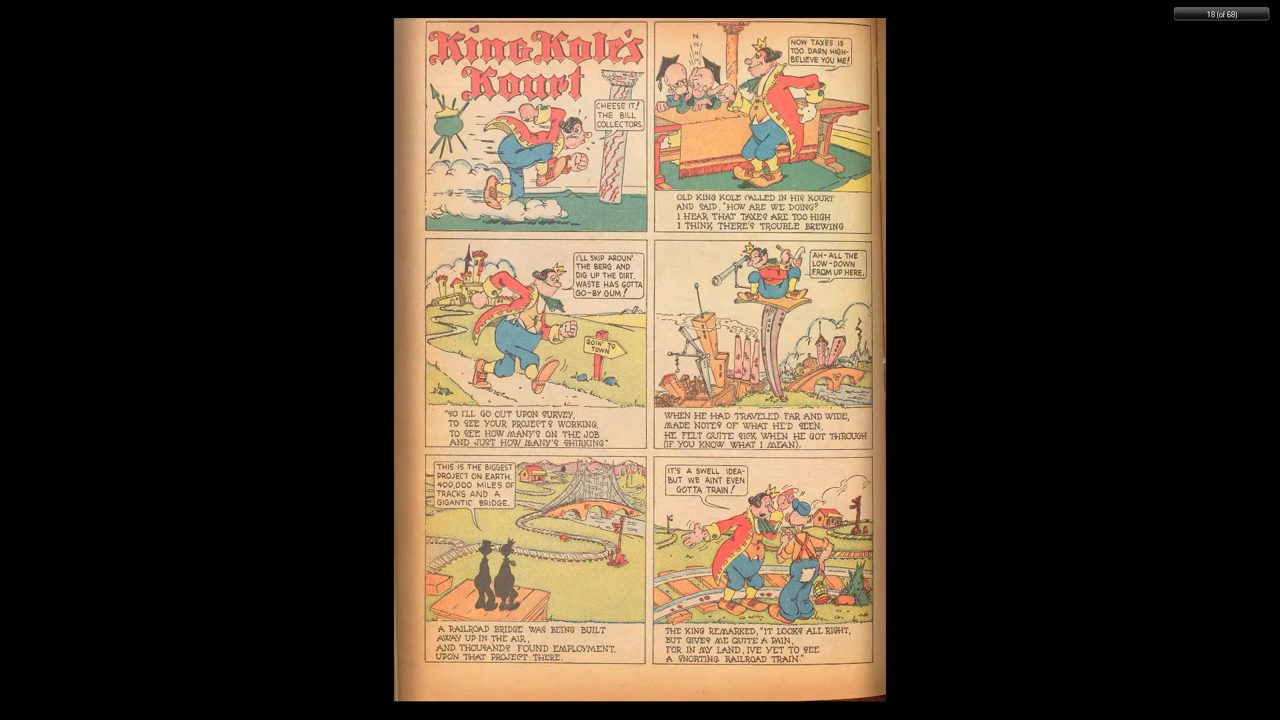 18 (of 68)
King Kole's
Kourt
CHEESE IT!
THE BILL
COLLECTORS.
NOW TAXES IS
TOO DARN HIGH-
BELIEVE YOU ME!
OLD KING KOLE CALLED IN HIS KOURT
AND SAID, "HOW ARE WE DOING?
I HEAR THAT TAXES ARE TOO HIGH
I THINK THERE'S TROUBLE BREWING
I'LL SKIP AROUN'
THE BERG AND
DIG UP THE DIRT.
WASTE HAS GOTTA
GO-BY GUM!
GOIN' TO
TOWN
"SO I'LL GO OUT UPON SURVEY,
TO SEE YOUR PROJECTS WORKING,
TO SEE HOW MANY'S ON THE JOB
AND JUST HOW MANY'S SHIRKING"
AH-ALL THE
LOW-DOWN
FROM UP HERE.
WHEN HE HAD TRAVELED FAR AND WIDE,
MADE NOTES OF WHAT HE'D SEEN,
HE FELT QUITE SICK WHEN HE GOT THROUGH
(IF YOU KNOW WHAT I MEAN).
THIS IS THE BIGGEST
PROJECT ON EARTH.
400,000 MILES OF
TRACKS AND A
GIGANTIC BRIDGE.
A RAILROAD BRIDGE WAS BEING BUILT
AWAY UP IN THE AIR,
AND THOUSANDS FOUND EMPLOYMENT,
UPON THAT PROJECT THERE.
IT'S A SWELL IDEA-
BUT WE AINT EVEN
GOTTA TRAIN!
THE KING REMARKED, "IT LOOKS ALL RIGHT,
BUT GIVES ME QUITE A PAIN,
FOR IN MY LAND, IVE YET TO SEE
A SNORTING RAILROAD TRAIN."